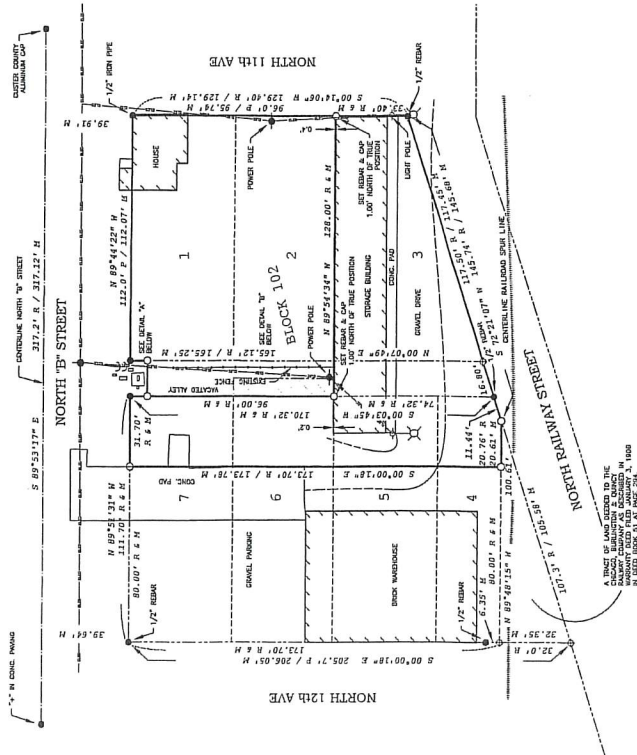 CUSTER COUNTY
ALUMINUM CAP
"+" IN CONC. PAVING
CENTERLINE NORTH "B" STREET
317.2' R / 317.12' M
S 89°53'17" E
NORTH "B" STREET
39.91' M
39.64' M
1/2" IRON PIPE
NORTH 11th AVE
S 00°14'06" W 129.40' R / 129.14' M
96.0' P / 95.74' M
33.40' R & M
1/2" REBAR
HOUSE
N 89°44'22" W
112.0' P / 112.07' M
1
2
3
BLOCK 102
POWER POLE
0.4'
SET REBAR & CAP
1.00' NORTH OF TRUE
POSITION
LIGHT POLE
N 89°54'34" W
128.00' R & M
STORAGE BUILDING
CONC. PAD
GRAVEL DRIVE
SEE DETAIL "A"
BELOW
SEE DETAIL "B"
BELOW
POWER POLE
SET REBAR & CAP
1.00' NORTH OF TRUE
POSITION
N 00°07'49" E
165.12' R / 165.25' M
EXISTING FENCE
VACATED ALLEY
96.00' R & M
170.32' R & M
S 00°03'45" W
74.32' R & M
0.2'
31.70'
R & M
117.50' R / 117.45' M
145.74' R / 145.68' M
S 72°21'07" W
1/2" REBAR
16.80'
11.44'
20.76' R
20.61' M
CENTERLINE RAILROAD SPUR LINE
NORTH RAILWAY STREET
S 00°00'18" E
173.70' R / 173.76' M
CONC. PAD
7
6
5
4
N 89°51'31" W
111.70' R & M
80.00' R & M
GRAVEL PARKING
BRICK WAREHOUSE
1/2" REBAR
1/2" REBAR
6.35' M
100.61'
80.00' R & M
N 89°48'15" W
107.3' R / 105.58' M
S 00°00'18" E 205.7' P / 206.05' M
173.70' R & M
32.35' M
32.0' R
NORTH 12th AVE
A TRACT OF LAND DEEDED TO THE
CHICAGO, BURLINGTON & QUINCY
RAILWAY COMPANY AS DESCRIBED IN
WARRANTY DEED FILED JANUARY 3, 1908
IN DEED BOOK 51 AT PAGE 294